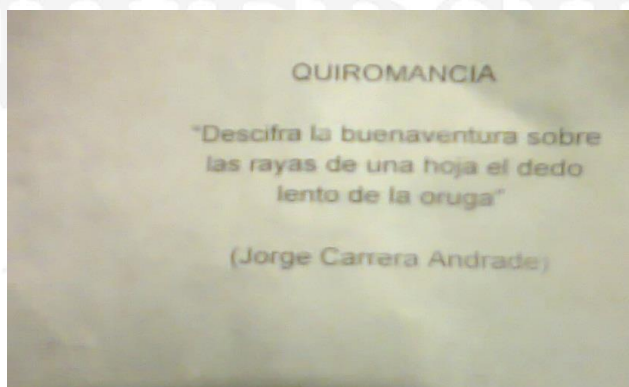 QUIROMANCIA
"Descifra la buenaventura sobre
las rayas de una hoja el dedo
lento de la oruga"
(Jorge Carrera Andrade)